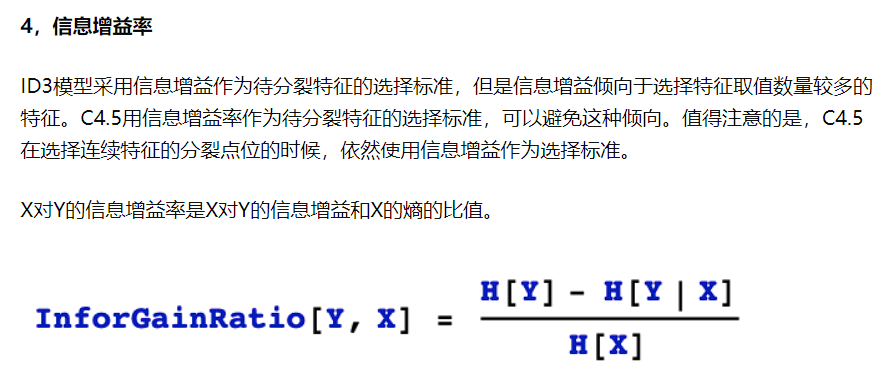 4，信息增益率
ID3模型采用信息增益作为待分裂特征的选择标准，但是信息增益倾向于选择特征取值数量较多的
特征。C4.5用信息增益率作为待分裂特征的选择标准，可以避免这种倾向。值得注意的是，C4.5
在选择连续特征的分裂点位的时候，依然使用信息增益作为选择标准。
X对Y的信息增益率是X对Y的信息增益和X的熵的比值。
H[Y] - H[Y | X]
InforGainRatio[Y, X] =
H[X]